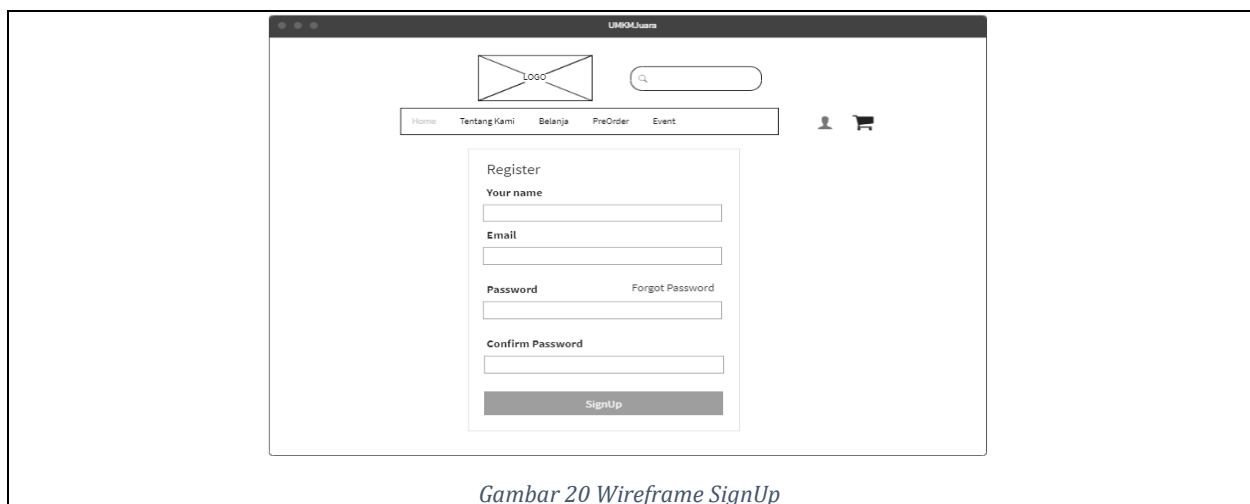 UMKMJuara
LOGO
Home Tentang Kami Belanja PreOrder Event
Register
Your name
Email
Password Forgot Password
Confirm Password
SignUp
Gambar 20 Wireframe SignUp